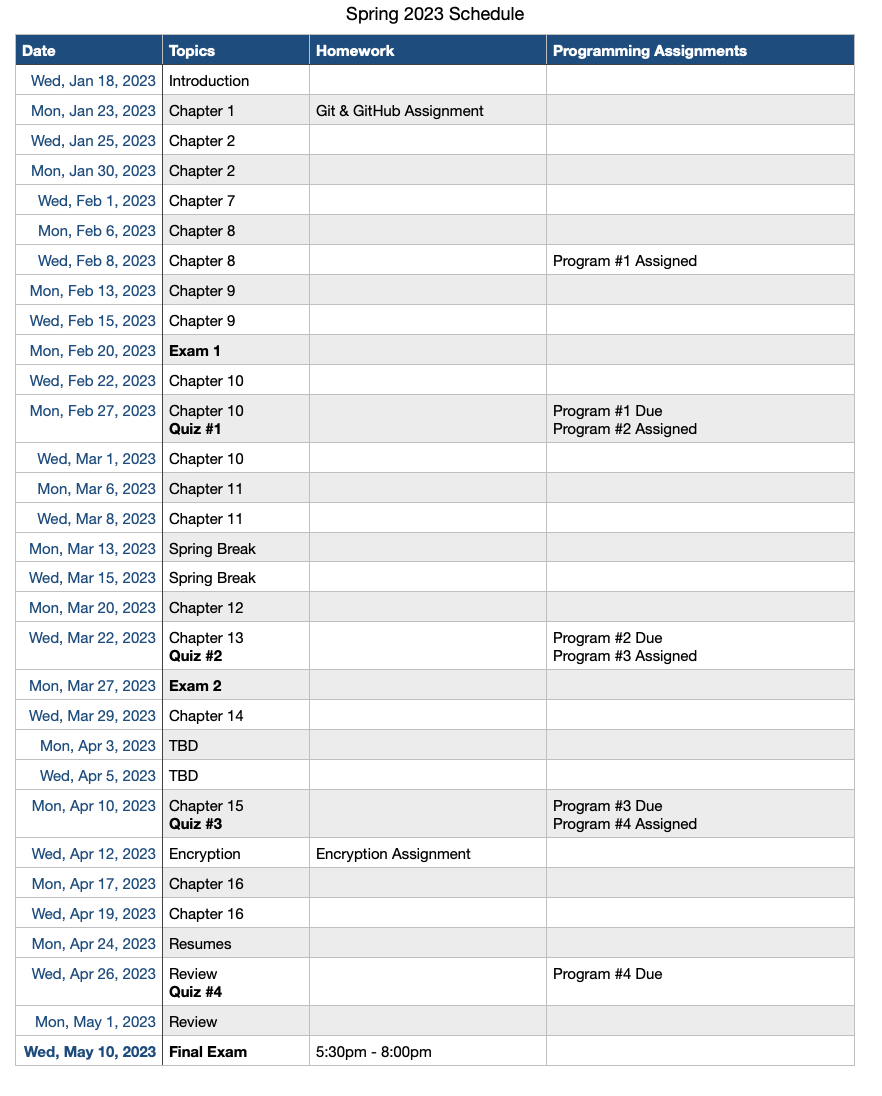 Spring 2023 Schedule
Date Topics Homework Programming Assignments
Wed, Jan 18, 2023 Introduction
Mon, Jan 23, 2023 Chapter 1 Git & GitHub Assignment
Wed, Jan 25, 2023 Chapter 2
Mon, Jan 30, 2023 Chapter 2
Wed, Feb 1, 2023 Chapter 7
Mon, Feb 6, 2023 Chapter 8
Wed, Feb 8, 2023 Chapter 8 Program #1 Assigned
Mon, Feb 13, 2023 Chapter 9
Wed, Feb 15, 2023 Chapter 9
Mon, Feb 20, 2023 Exam 1
Wed, Feb 22, 2023 Chapter 10
Mon, Feb 27, 2023 Chapter 10 Program #1 Due
Quiz #1 Program #2 Assigned
Wed, Mar 1, 2023 Chapter 10
Mon, Mar 6, 2023 Chapter 11
Wed, Mar 8, 2023 Chapter 11
Mon, Mar 13, 2023 Spring Break
Wed, Mar 15, 2023 Spring Break
Mon, Mar 20, 2023 Chapter 12
Wed, Mar 22, 2023 Chapter 13 Program #2 Due
Quiz #2 Program #3 Assigned
Mon, Mar 27, 2023 Exam 2
Wed, Mar 29, 2023 Chapter 14
Mon, Apr 3, 2023 TBD
Wed, Apr 5, 2023 TBD
Mon, Apr 10, 2023 Chapter 15 Program #3 Due
Quiz #3 Program #4 Assigned
Wed, Apr 12, 2023 Encryption Encryption Assignment
Mon, Apr 17, 2023 Chapter 16
Wed, Apr 19, 2023 Chapter 16
Mon, Apr 24, 2023 Resumes
Wed, Apr 26, 2023 Review Program #4 Due
Quiz #4
Mon, May 1, 2023 Review
Wed, May 10, 2023 Final Exam 5:30pm - 8:00pm